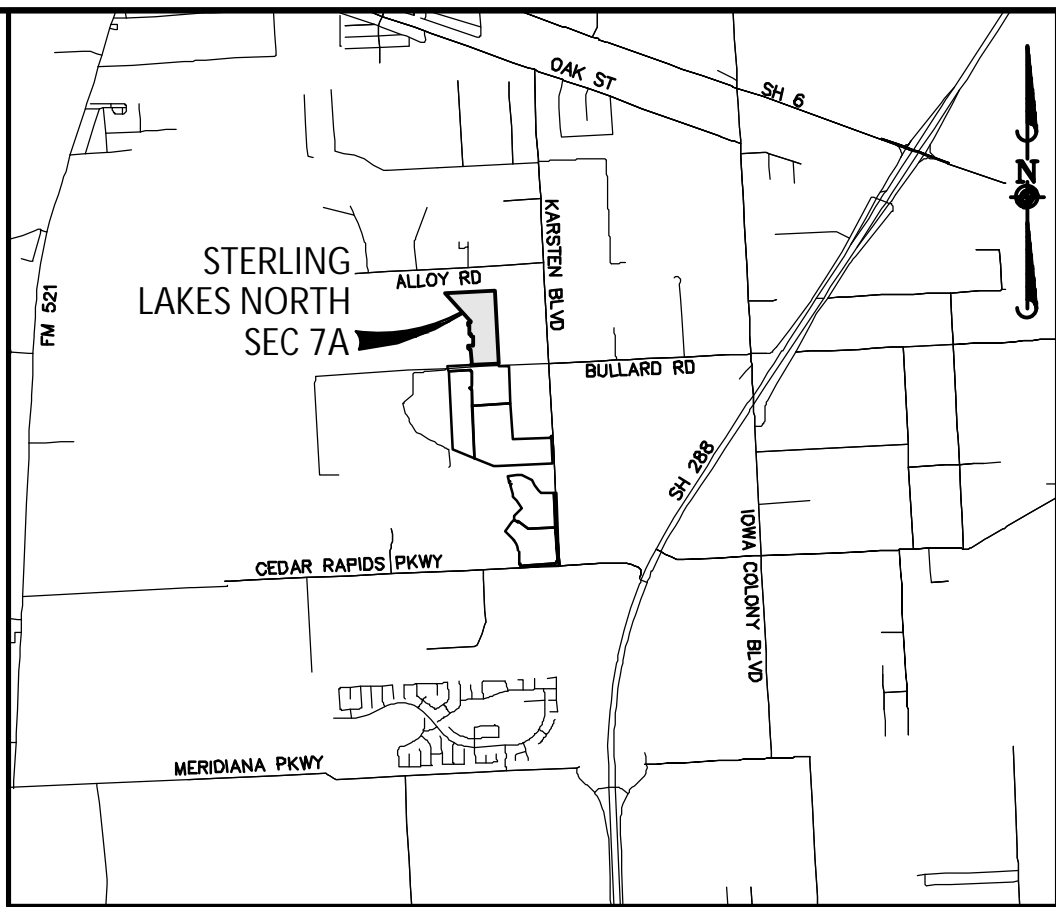 OAK ST
SH 6
N
KARSTEN BLVD
STERLING
LAKES NORTH
SEC 7A
ALLOY RD
FM 521
BULLARD RD
SH 288
IOWA COLONY BLVD
CEDAR RAPIDS PKWY
MERIDIANA PKWY